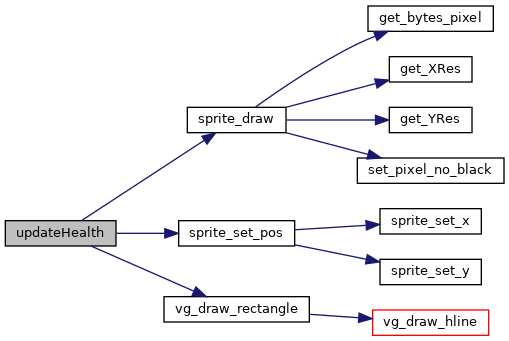 get_bytes_pixel
get_XRes
sprite_draw
get_YRes
set_pixel_no_black
updateHealth
sprite_set_pos
sprite_set_x
sprite_set_y
vg_draw_rectangle
vg_draw_hline